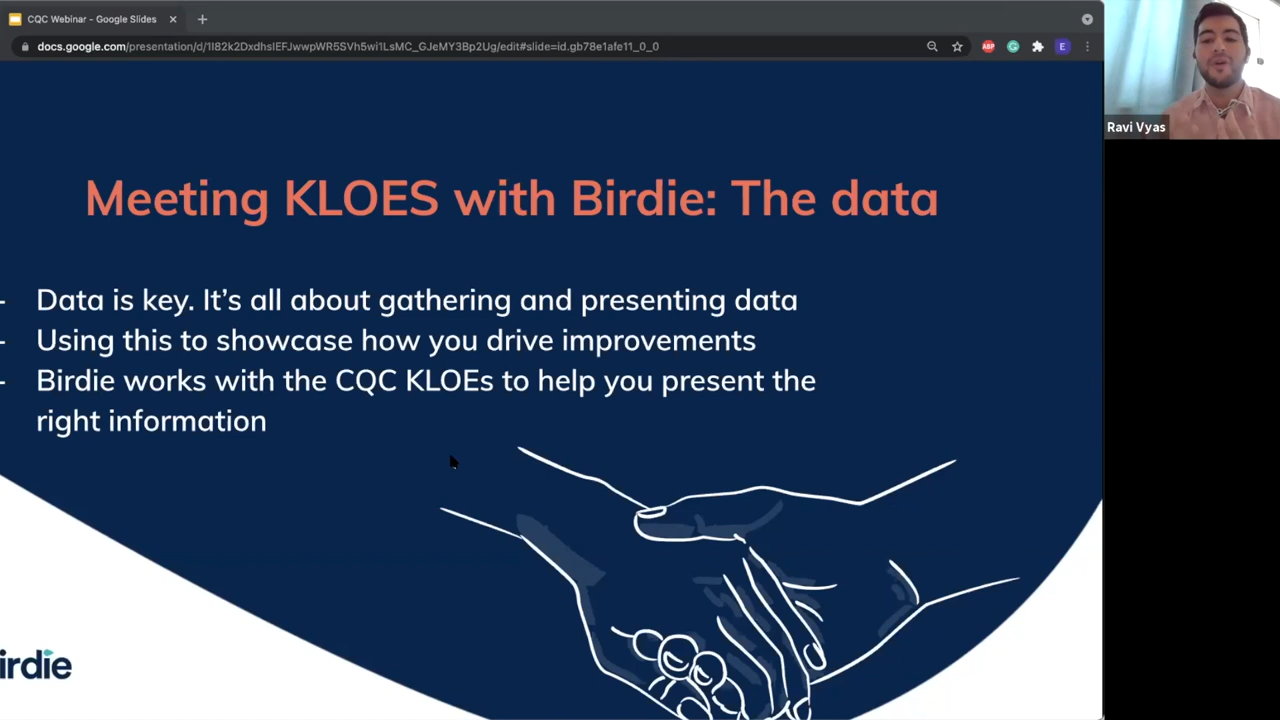 CQC Webinar - Google Slides
docs.google.com/presentation/d/1I82k2DxdhsIEFJwwpWR5SVh5wi1LsMC_GJeMY3Bp2Ug/edit#slide=id.gb78e1afe11_0_0
ABP
E
Ravi Vyas
Meeting KLOES with Birdie: The data
- Data is key. It's all about gathering and presenting data
- Using this to showcase how you drive improvements
- Birdie works with the CQC KLOEs to help you present the
right information
irdie